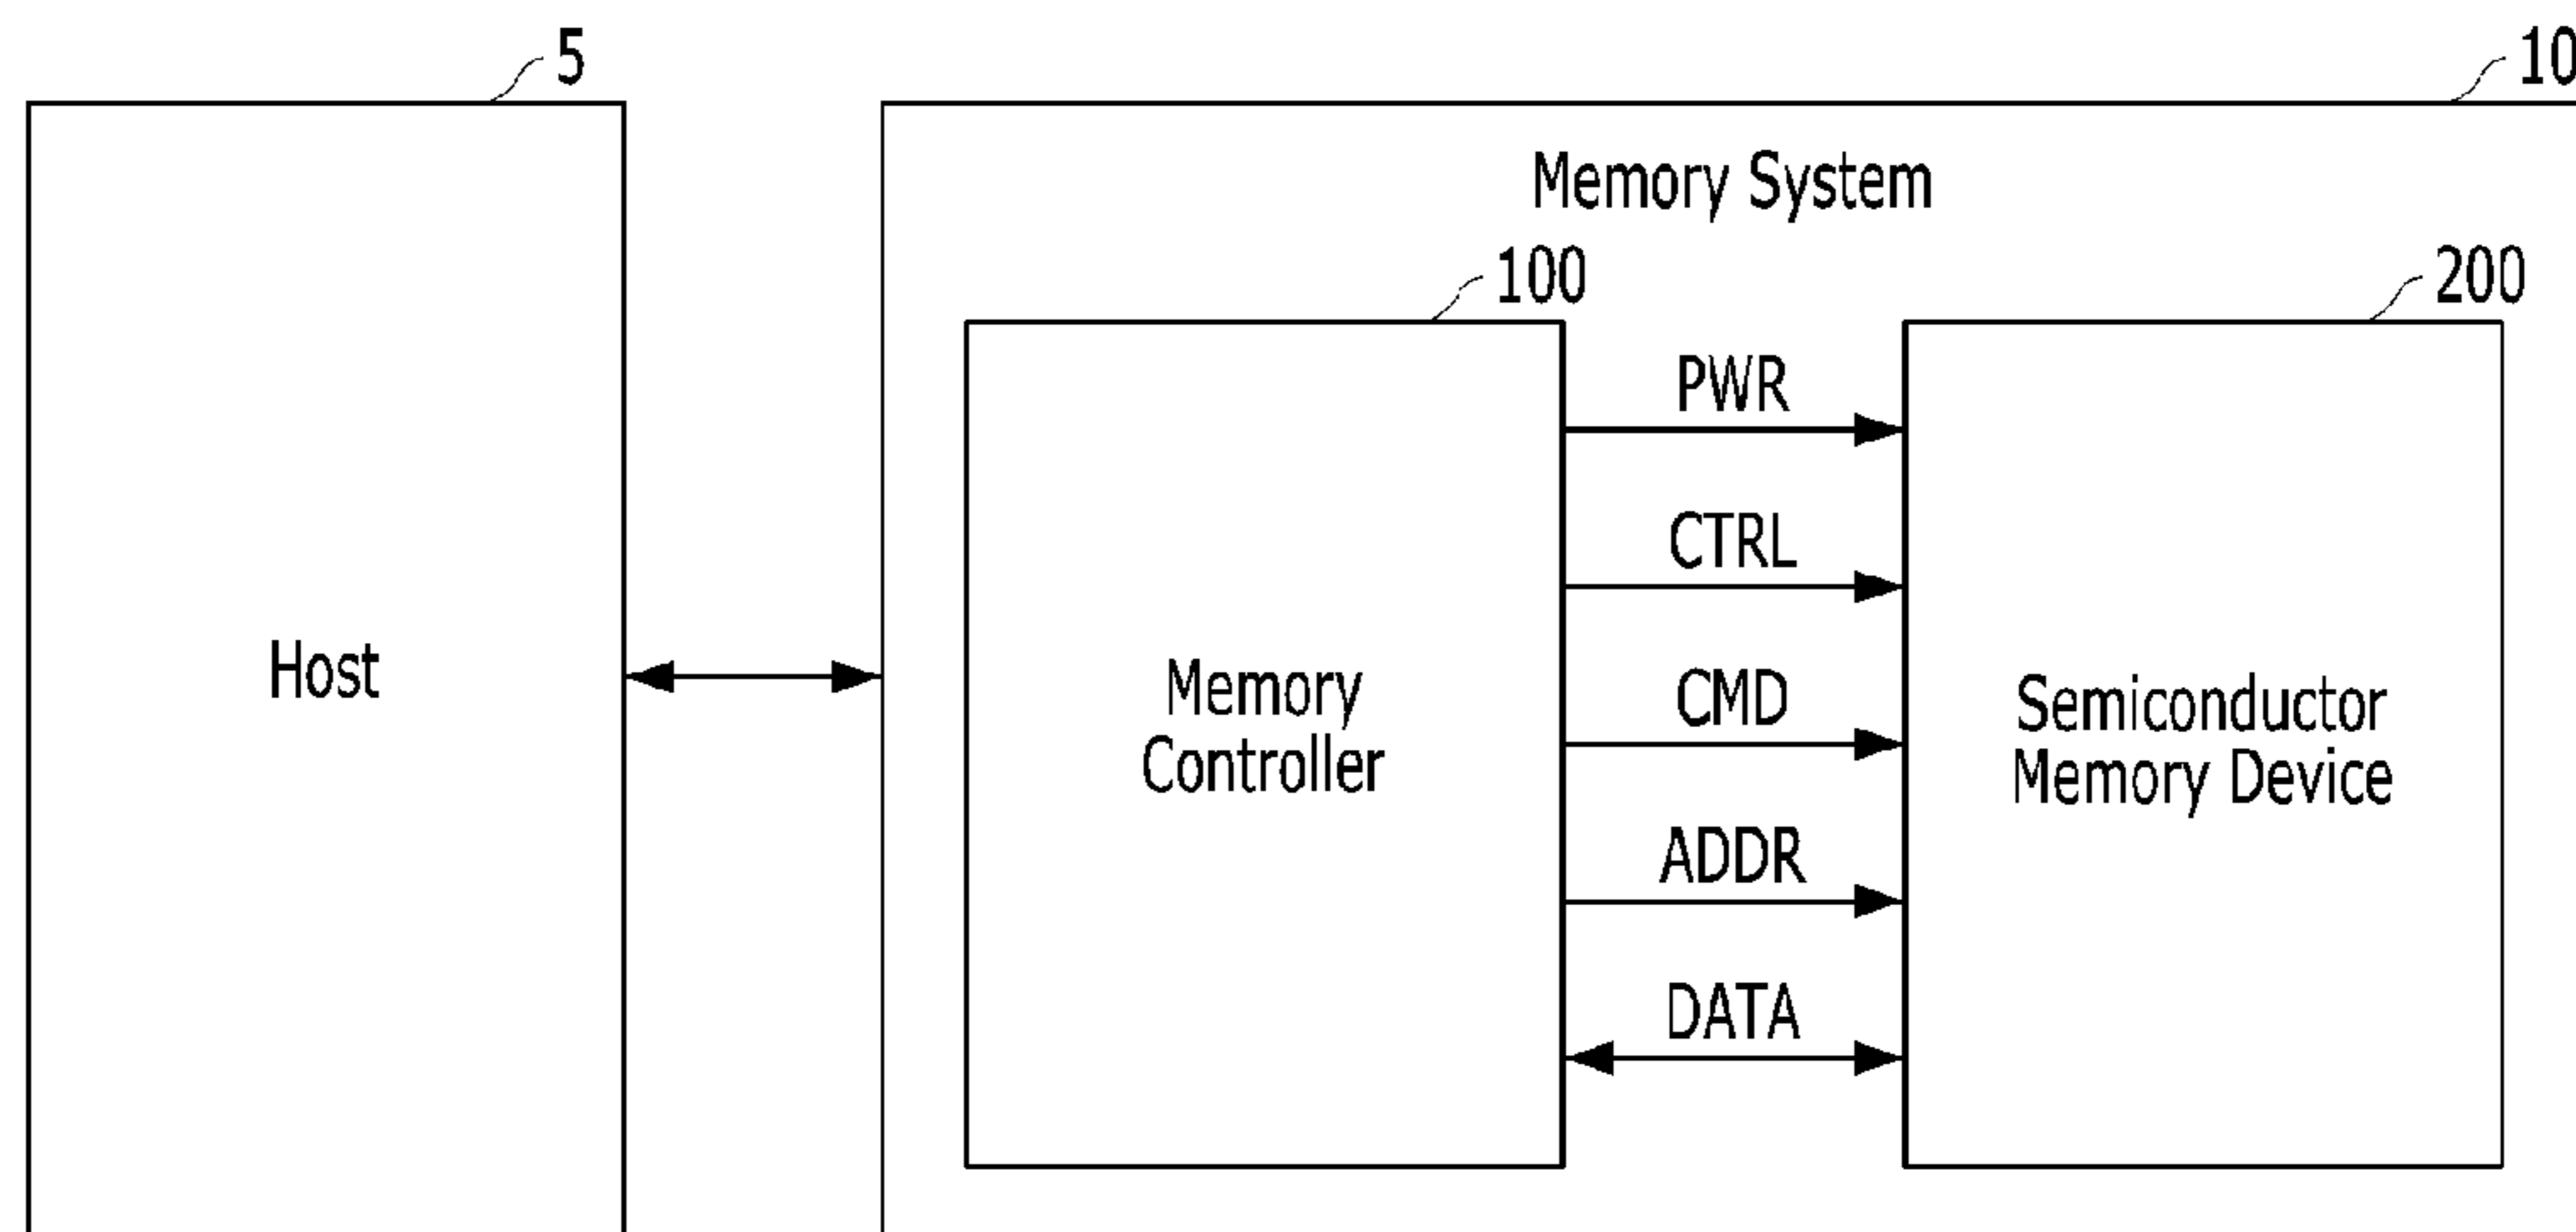 5
10
Memory System
100
200
PWR
CTRL
Host
CMD
Memory
Controller
Semiconductor
Memory Device
ADDR
DATA